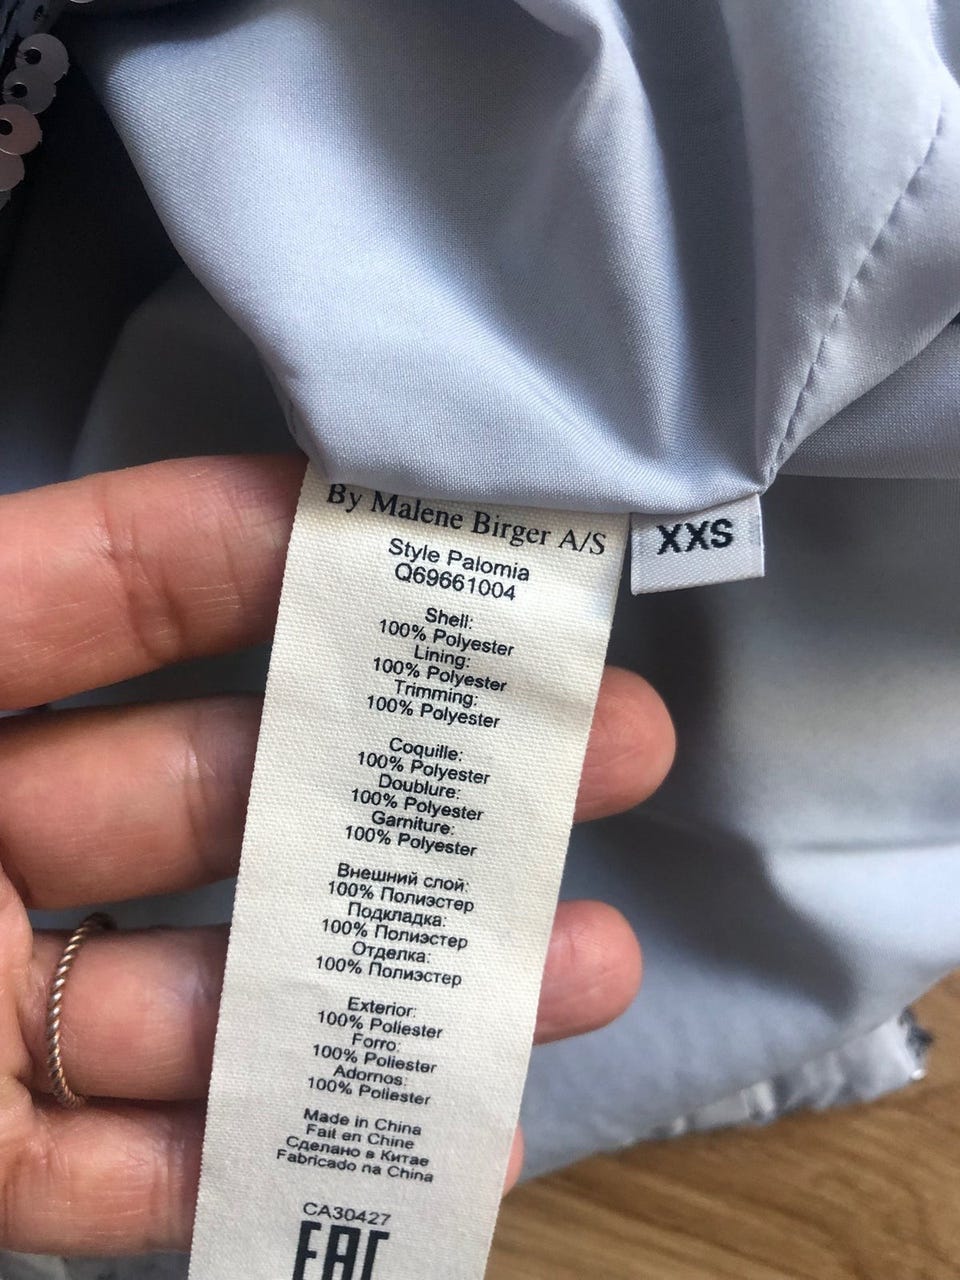 By Malene Birger A/S
XXS
Style Palomia
Q69661004
Shell:
100% Polyester
Lining:
100% Polyester
Trimming:
100% Polyester
Coquille:
100% Polyester
Doublure:
100% Polyester
Garniture:
100% Polyester
Внешний слой:
100% Полиэстер
Подкладка:
100% Полиэстер
Отделка:
100% Полиэстер
Exterior:
100% Poliester
Forro:
100% Poliester
Adornos:
100% Poliester
Made in China
Fait en Chine
Сделано в Китае
Fabricado na China
CA30427
EAC